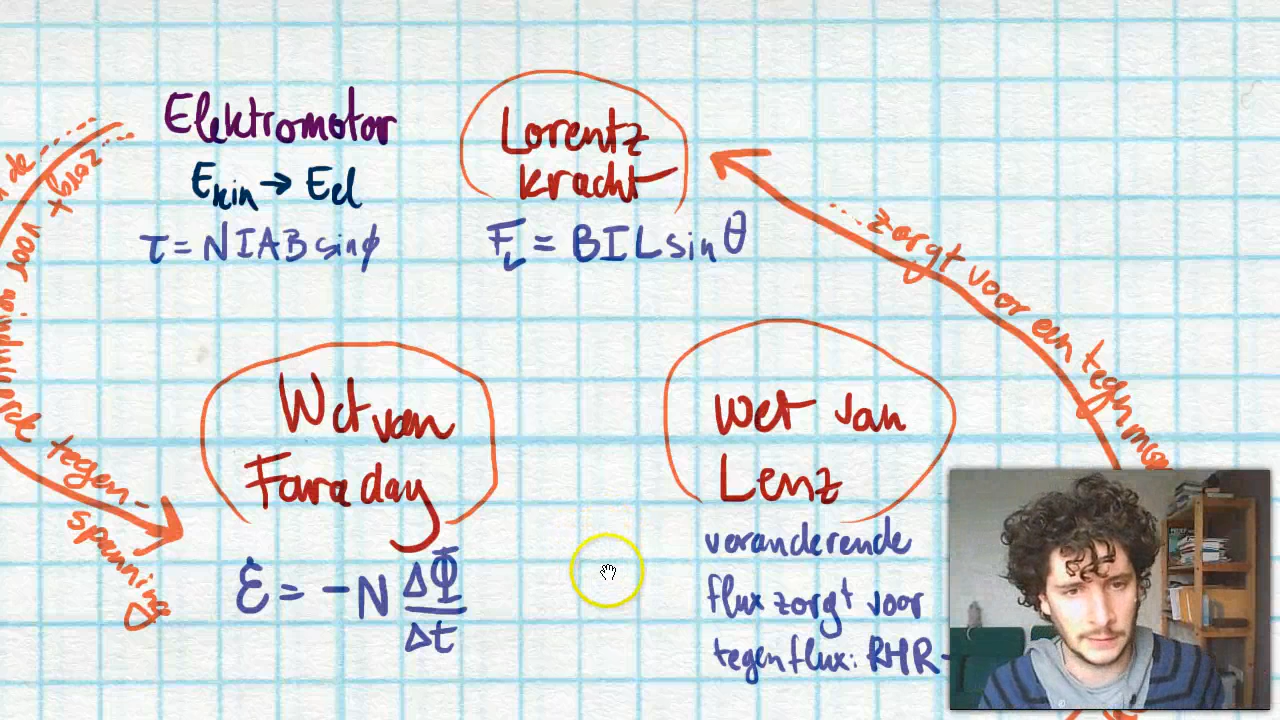 Elektromotor
Ekin → Eel
τ = NIABsinϕ
Lorentz
kracht
FL = BILsinθ
...zorgt voor een tegen
zorgt
voor
tegen-
spanning
Wet van
Faraday
ℰ = -N ΔΦ
Δt
Wet van
Lenz
veranderende
flux zorgt voor
tegenflux: RHR-